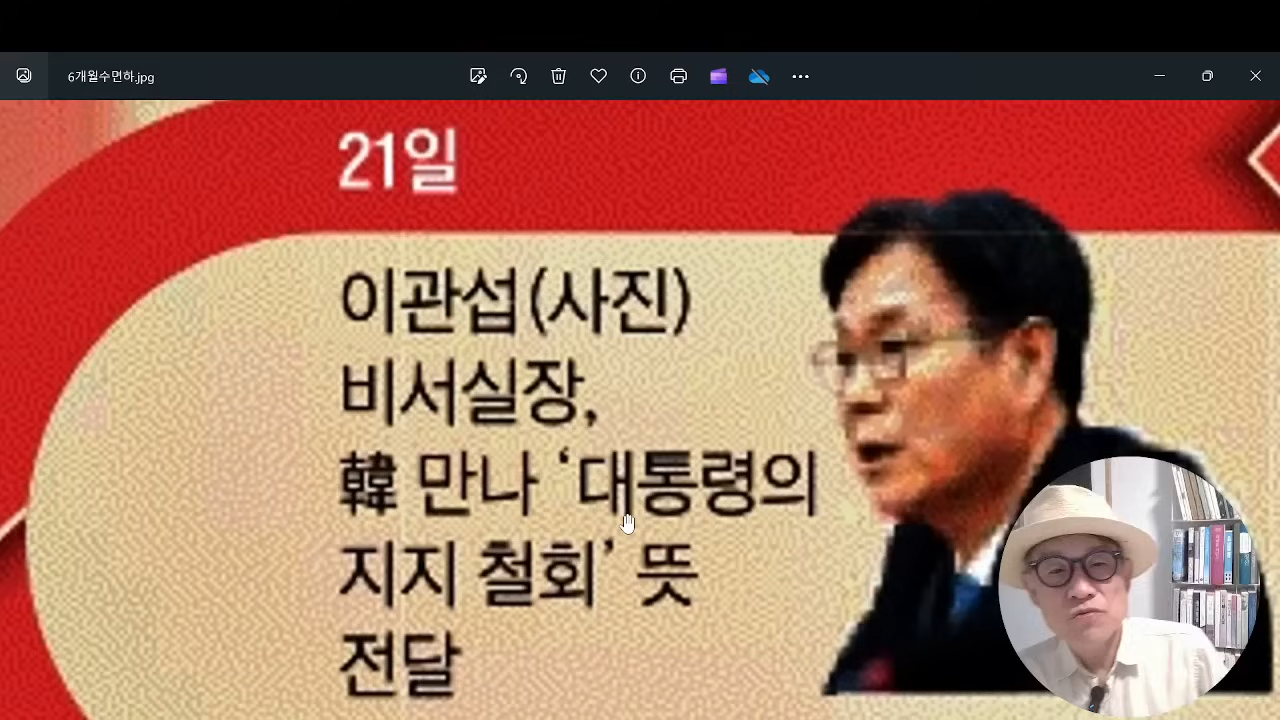 6개월수면하.jpg
21일
이관섭(사진)
비서실장,
韓 만나 ‘대통령의
지지 철회’ 뜻
전달